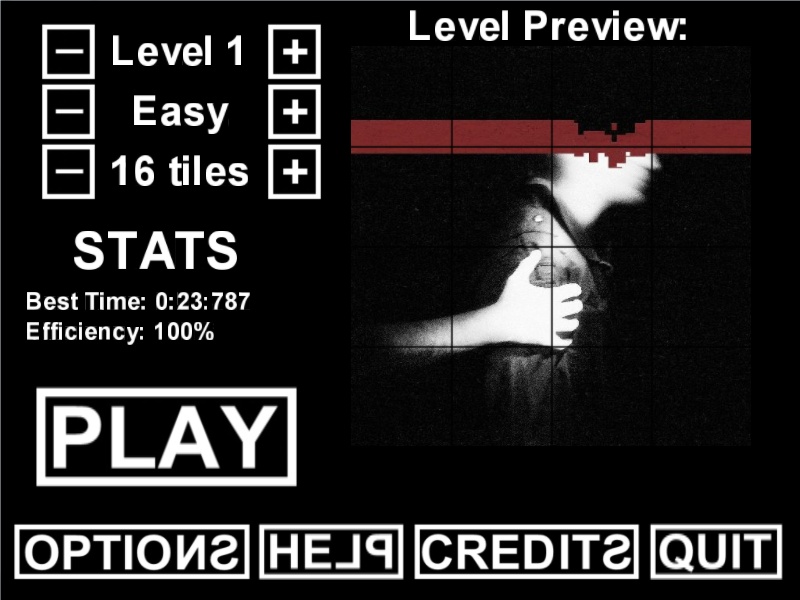 Level Preview:
− Level 1 +
− Easy +
− 16 tiles +
STATS
Best Time: 0:23:787
Efficiency: 100%
PLAY
OPTIONS HELP CREDITS QUIT